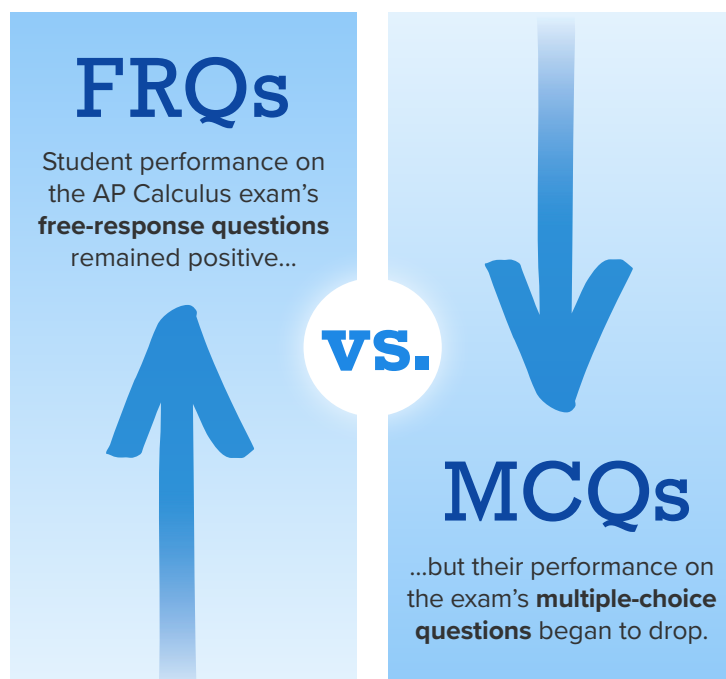 FRQs
Student performance on
the AP Calculus exam’s
free-response questions
remained positive...
vs.
MCQs
...but their performance on
the exam’s multiple-choice
questions began to drop.